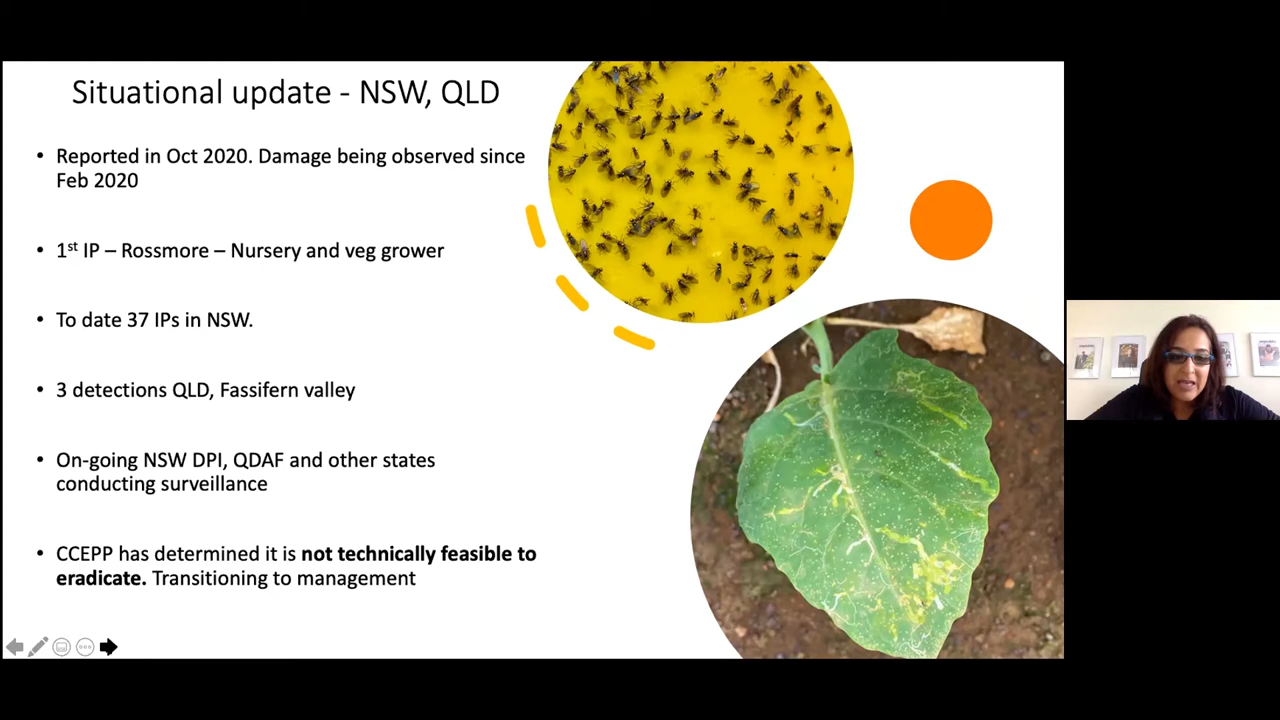 Situational update - NSW, QLD
• Reported in Oct 2020. Damage being observed since
Feb 2020
• 1st IP – Rossmore – Nursery and veg grower
• To date 37 IPs in NSW.
• 3 detections QLD, Fassifern valley
• On-going NSW DPI, QDAF and other states
conducting surveillance
• CCEPP has determined it is not technically feasible to
eradicate. Transitioning to management